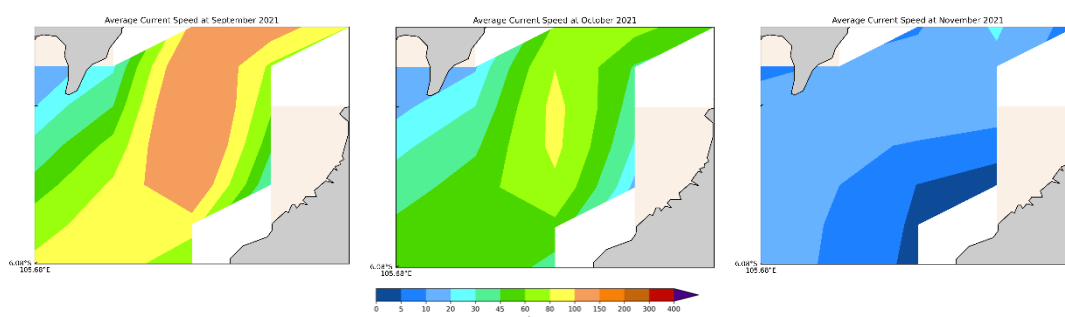 Average Current Speed at September 2021
Average Current Speed at October 2021
Average Current Speed at November 2021
6.08°S
105.68°E
6.08°S
105.68°E
6.08°S
105.68°E
0 5 10 20 30 45 60 80 100 150 200 300 400